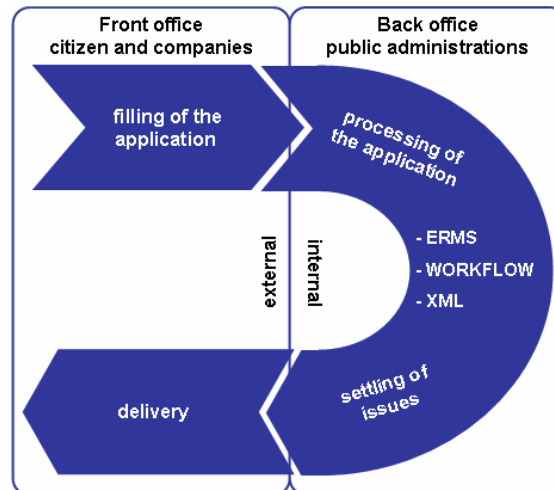 Front office
citizen and companies
Back office
public administrations
filling of the
application
processing of
the application
external
internal
- ERMS
- WORKFLOW
- XML
settling of
issues
delivery